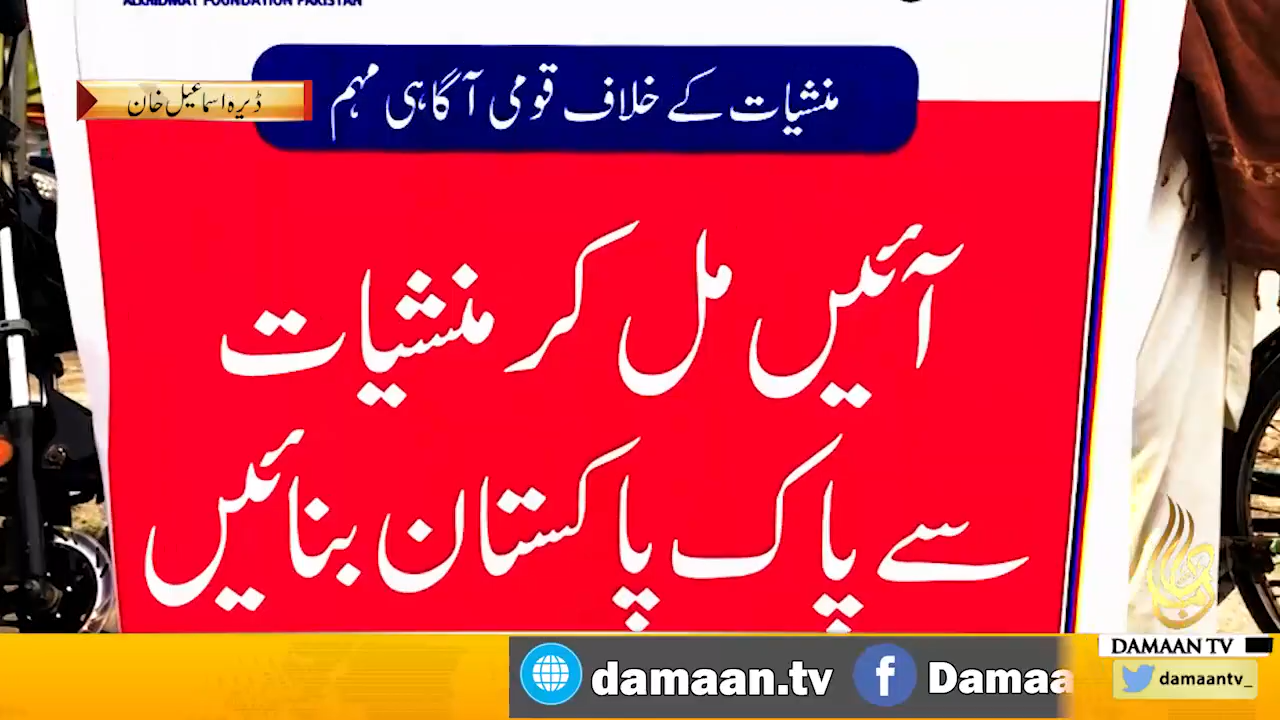 ALKHIDMAT FOUNDATION PAKISTAN
منشیات کے خلاف قومی آگاہی مہم
ڈیرہ اسماعیل خان
آئیں مل کر منشیات
سے پاک پاکستان بنائیں
DAMAAN TV
damaan.tv
Damaa
damaantv_